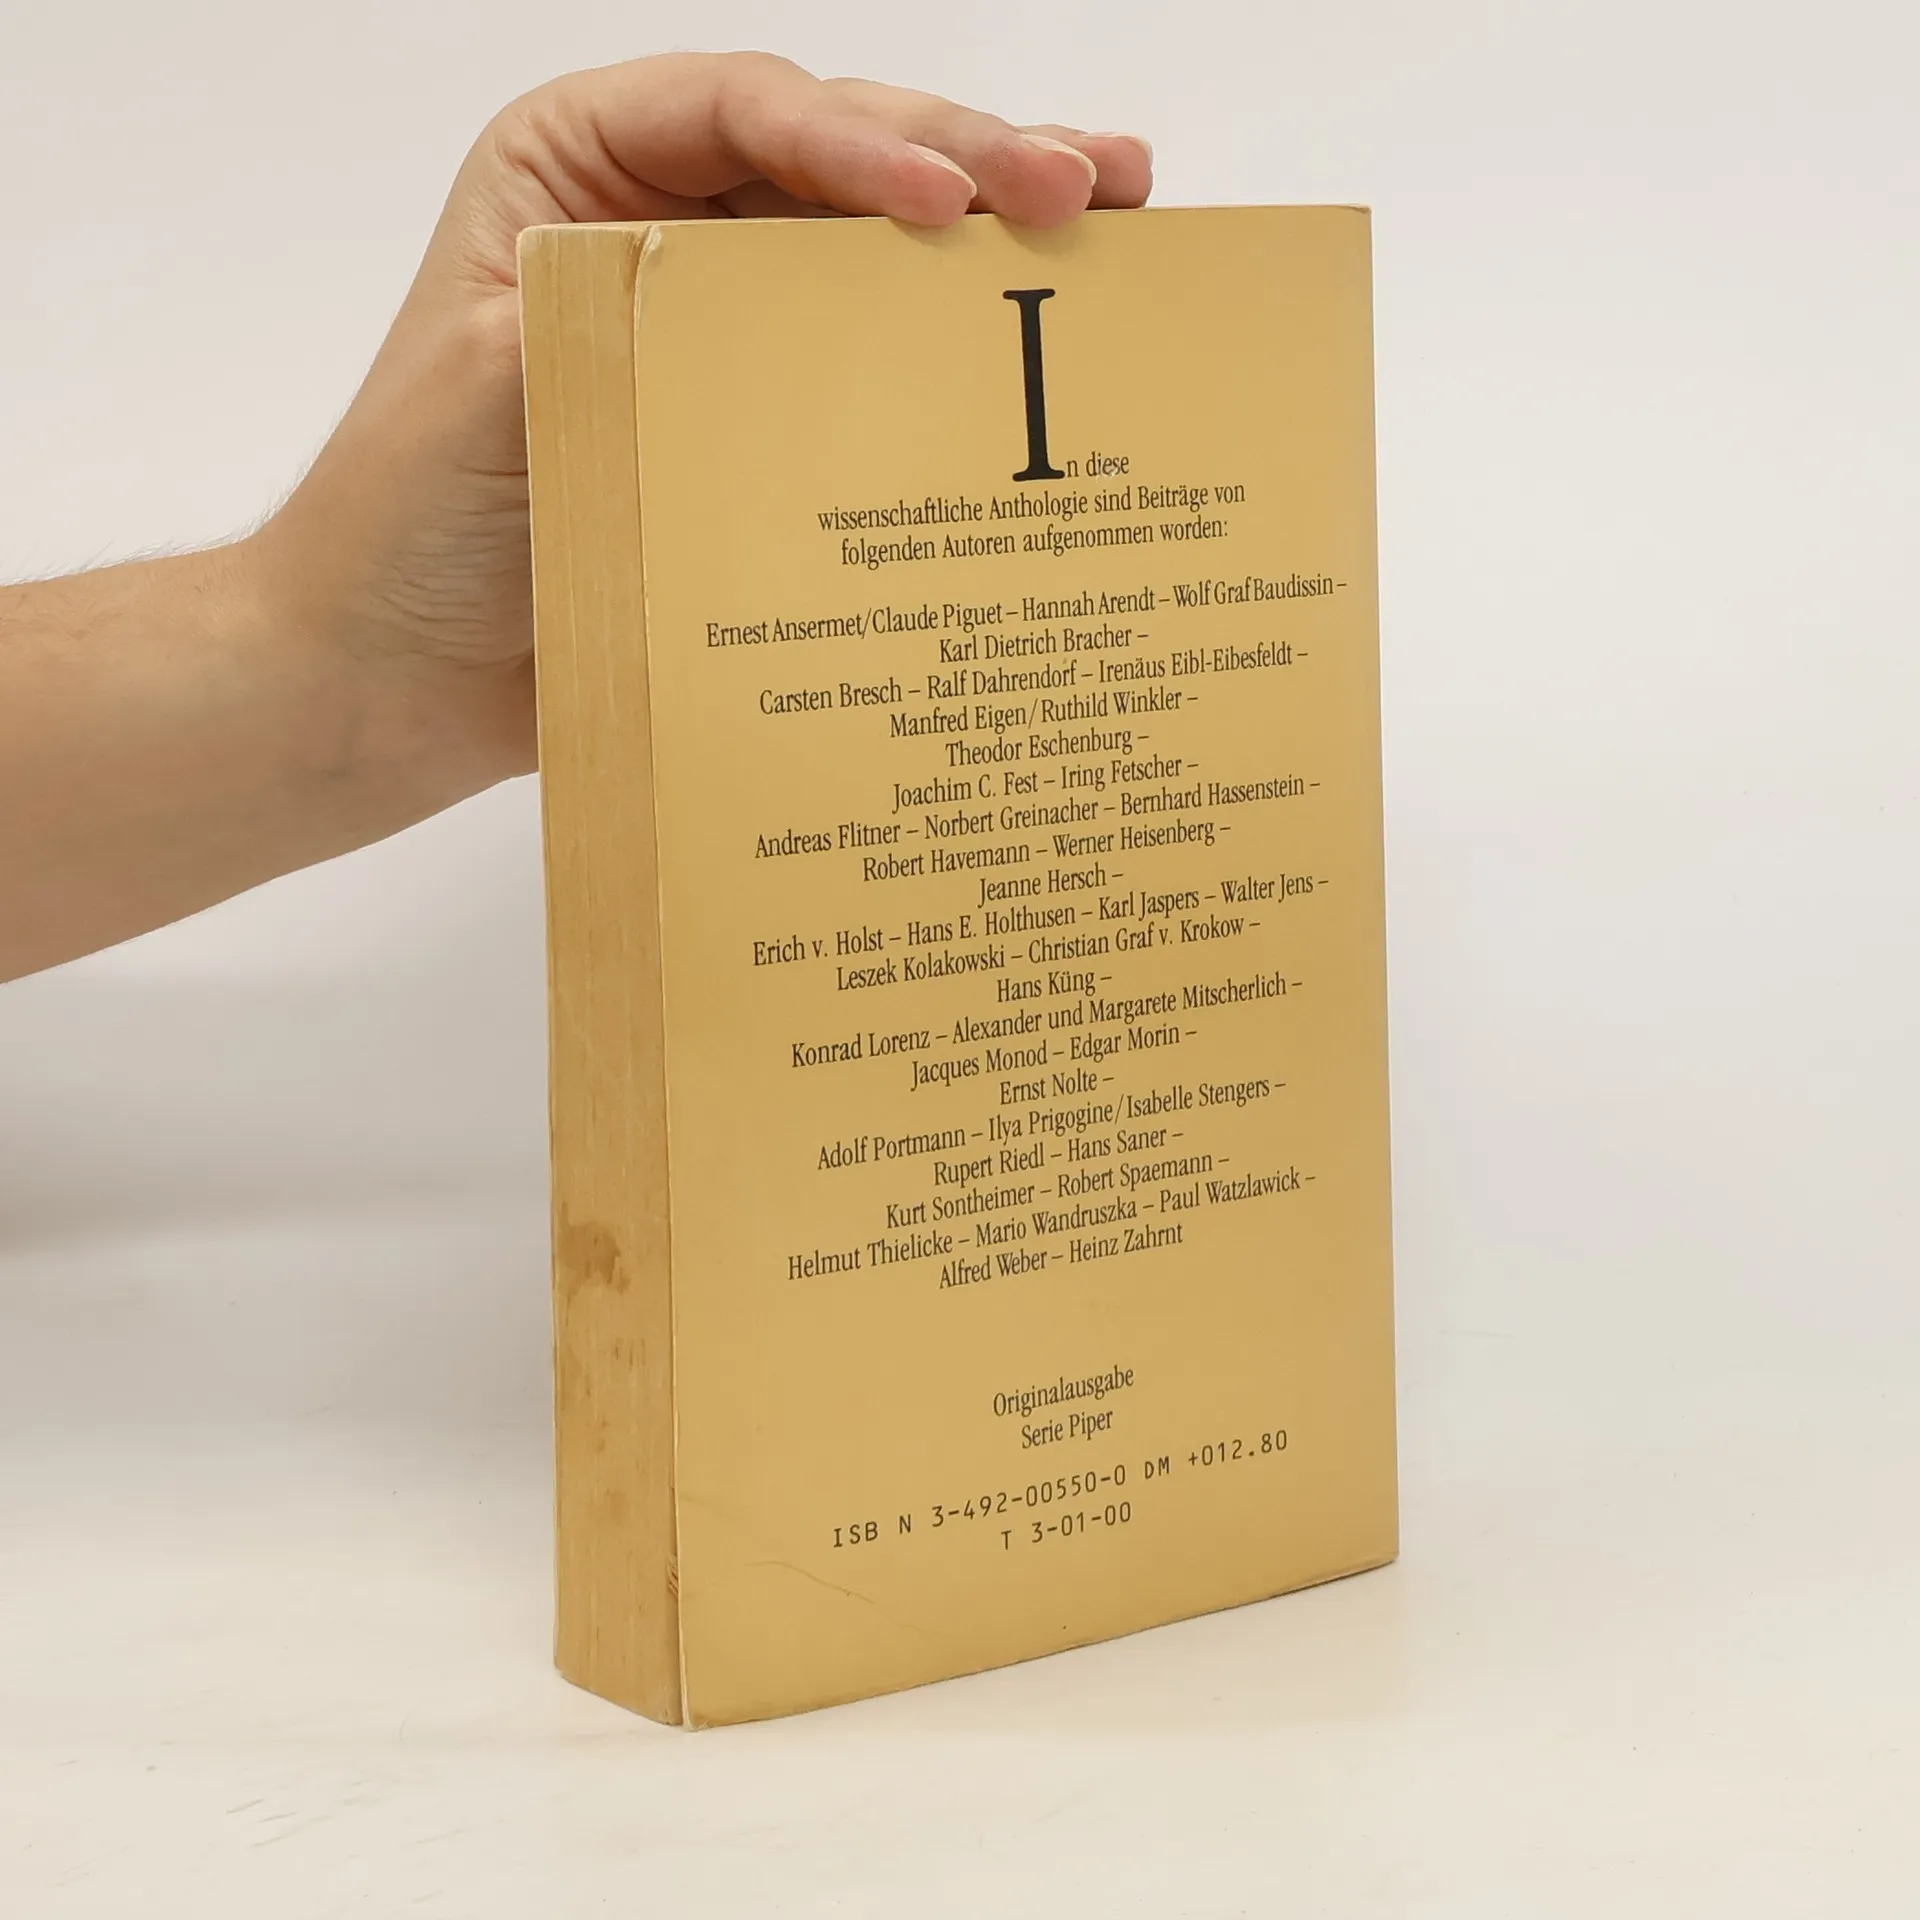 In diese
wissenschaftliche Anthologie sind Beiträge von
folgenden Autoren aufgenommen worden:
Ernest Ansermet/Claude Piguet – Hannah Arendt – Wolf Graf Baudissin –
Karl Dietrich Bracher –
Carsten Bresch – Ralf Dahrendorf – Irenäus Eibl-Eibesfeldt –
Manfred Eigen/Ruthild Winkler –
Theodor Eschenburg –
Joachim C. Fest – Iring Fetscher –
Andreas Flitner – Norbert Greinacher – Bernhard Hassenstein –
Robert Havemann – Werner Heisenberg –
Jeanne Hersch –
Erich v. Holst – Hans E. Holthusen – Karl Jaspers – Walter Jens –
Leszek Kolakowski – Christian Graf v. Krokow –
Hans Küng –
Konrad Lorenz – Alexander und Margarete Mitscherlich –
Jacques Monod – Edgar Morin –
Ernst Nolte –
Adolf Portmann – Ilya Prigogine/Isabelle Stengers –
Rupert Riedl – Hans Saner –
Kurt Sontheimer – Robert Spaemann –
Helmut Thielicke – Mario Wandruszka – Paul Watzlawick –
Alfred Weber – Heinz Zahrnt
Originalausgabe
Serie Piper
ISB N 3-492-00550-0 DM +012.80
T 3-01-00